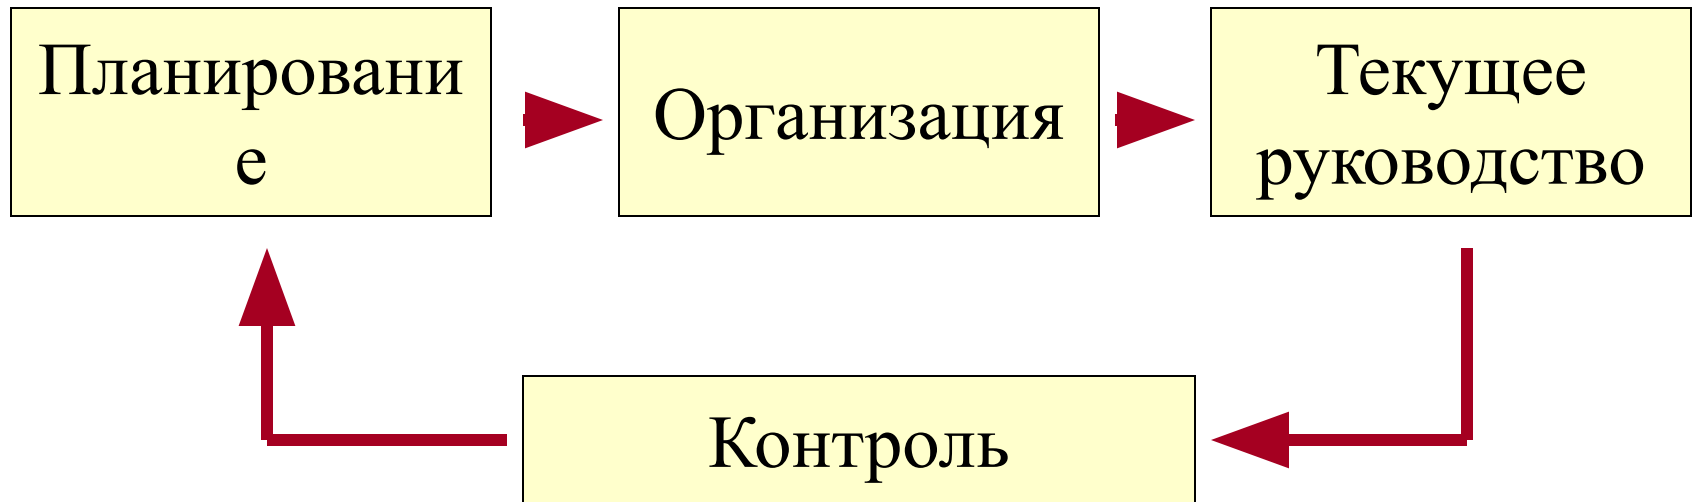 Планировани
е
Организация
Текущее
руководство
Контроль